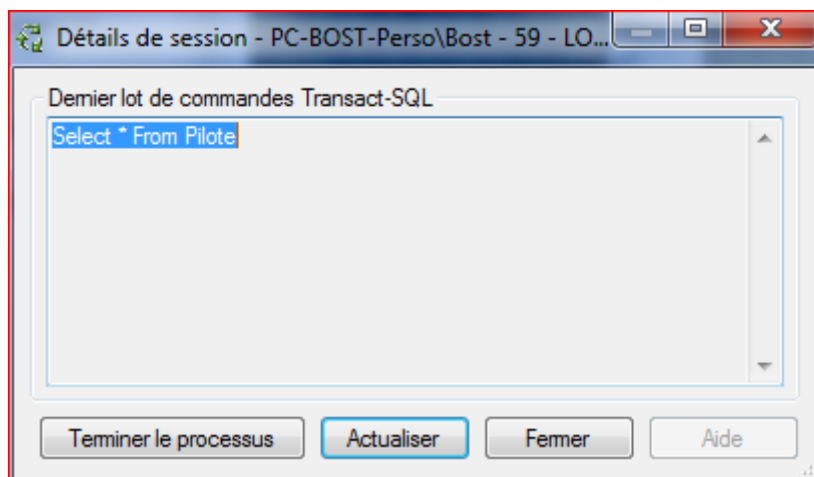 Détails de session - PC-BOST-Perso\Bost - 59 - LO...
Dernier lot de commandes Transact-SQL
Select * From Pilote
Terminer le processus Actualiser Fermer Aide